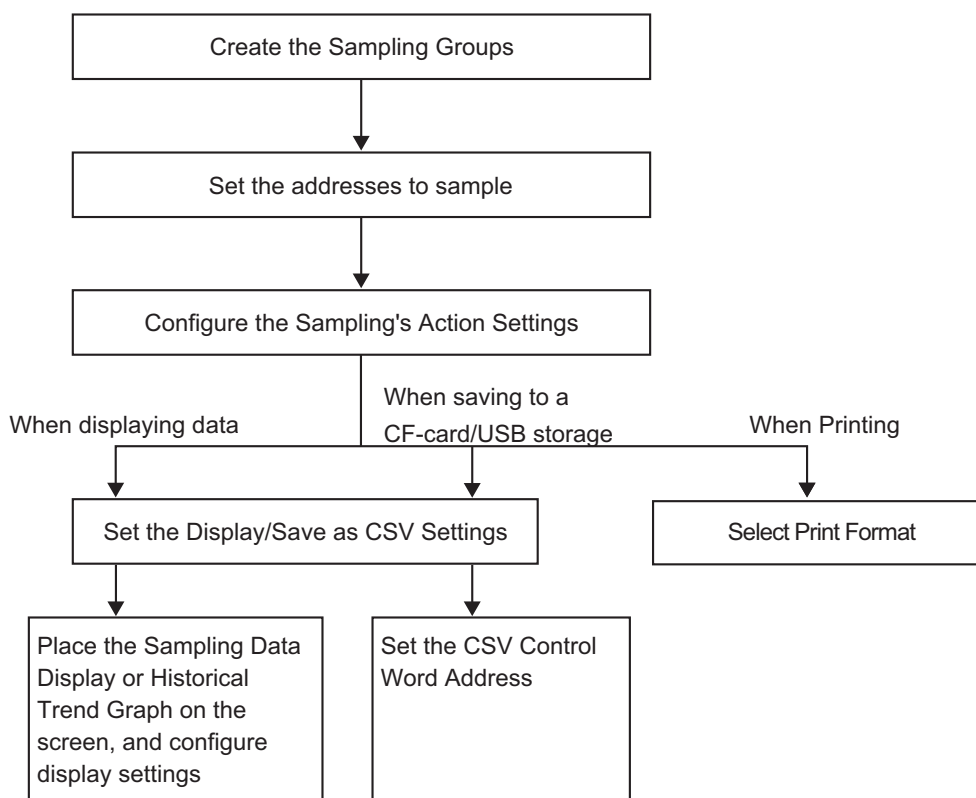 Create the Sampling Groups
Set the addresses to sample
Configure the Sampling's Action Settings
When displaying data
When saving to a
CF-card/USB storage
When Printing
Set the Display/Save as CSV Settings
Select Print Format
Place the Sampling Data
Display or Historical
Trend Graph on the
screen, and configure
display settings
Set the CSV Control
Word Address